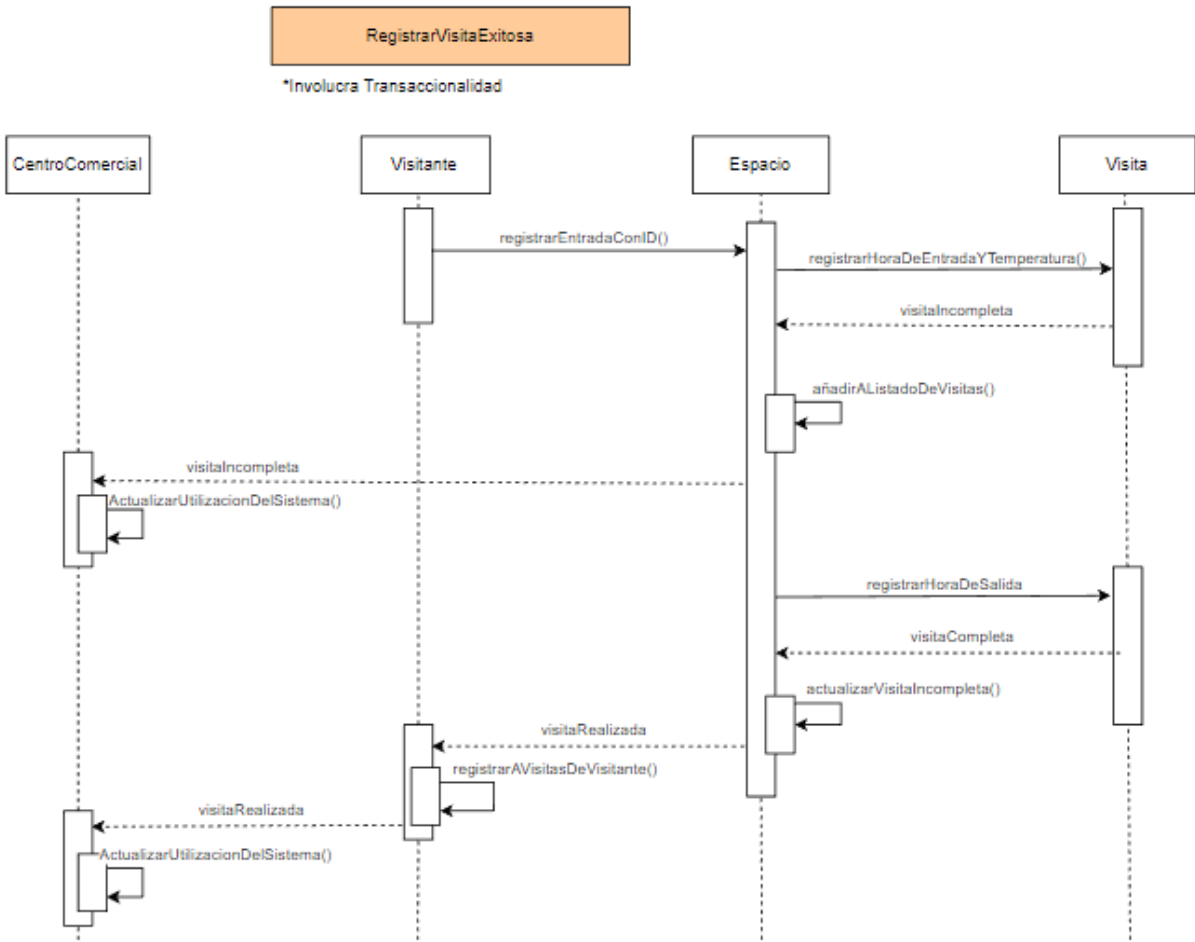 RegistrarVisitaExitosa
*Involucra Transaccionalidad
CentroComercial
Visitante
Espacio
Visita
registrarEntradaConID()
registrarHoraDeEntradaYTemperatura()
visitaIncompleta
añadirAListadoDeVisitas()
visitaIncompleta
ActualizarUtilizacionDelSistema()
registrarHoraDeSalida
visitaCompleta
actualizarVisitaIncompleta()
visitaRealizada
registrarAVisitasDeVisitante()
visitaRealizada
ActualizarUtilizacionDelSistema()